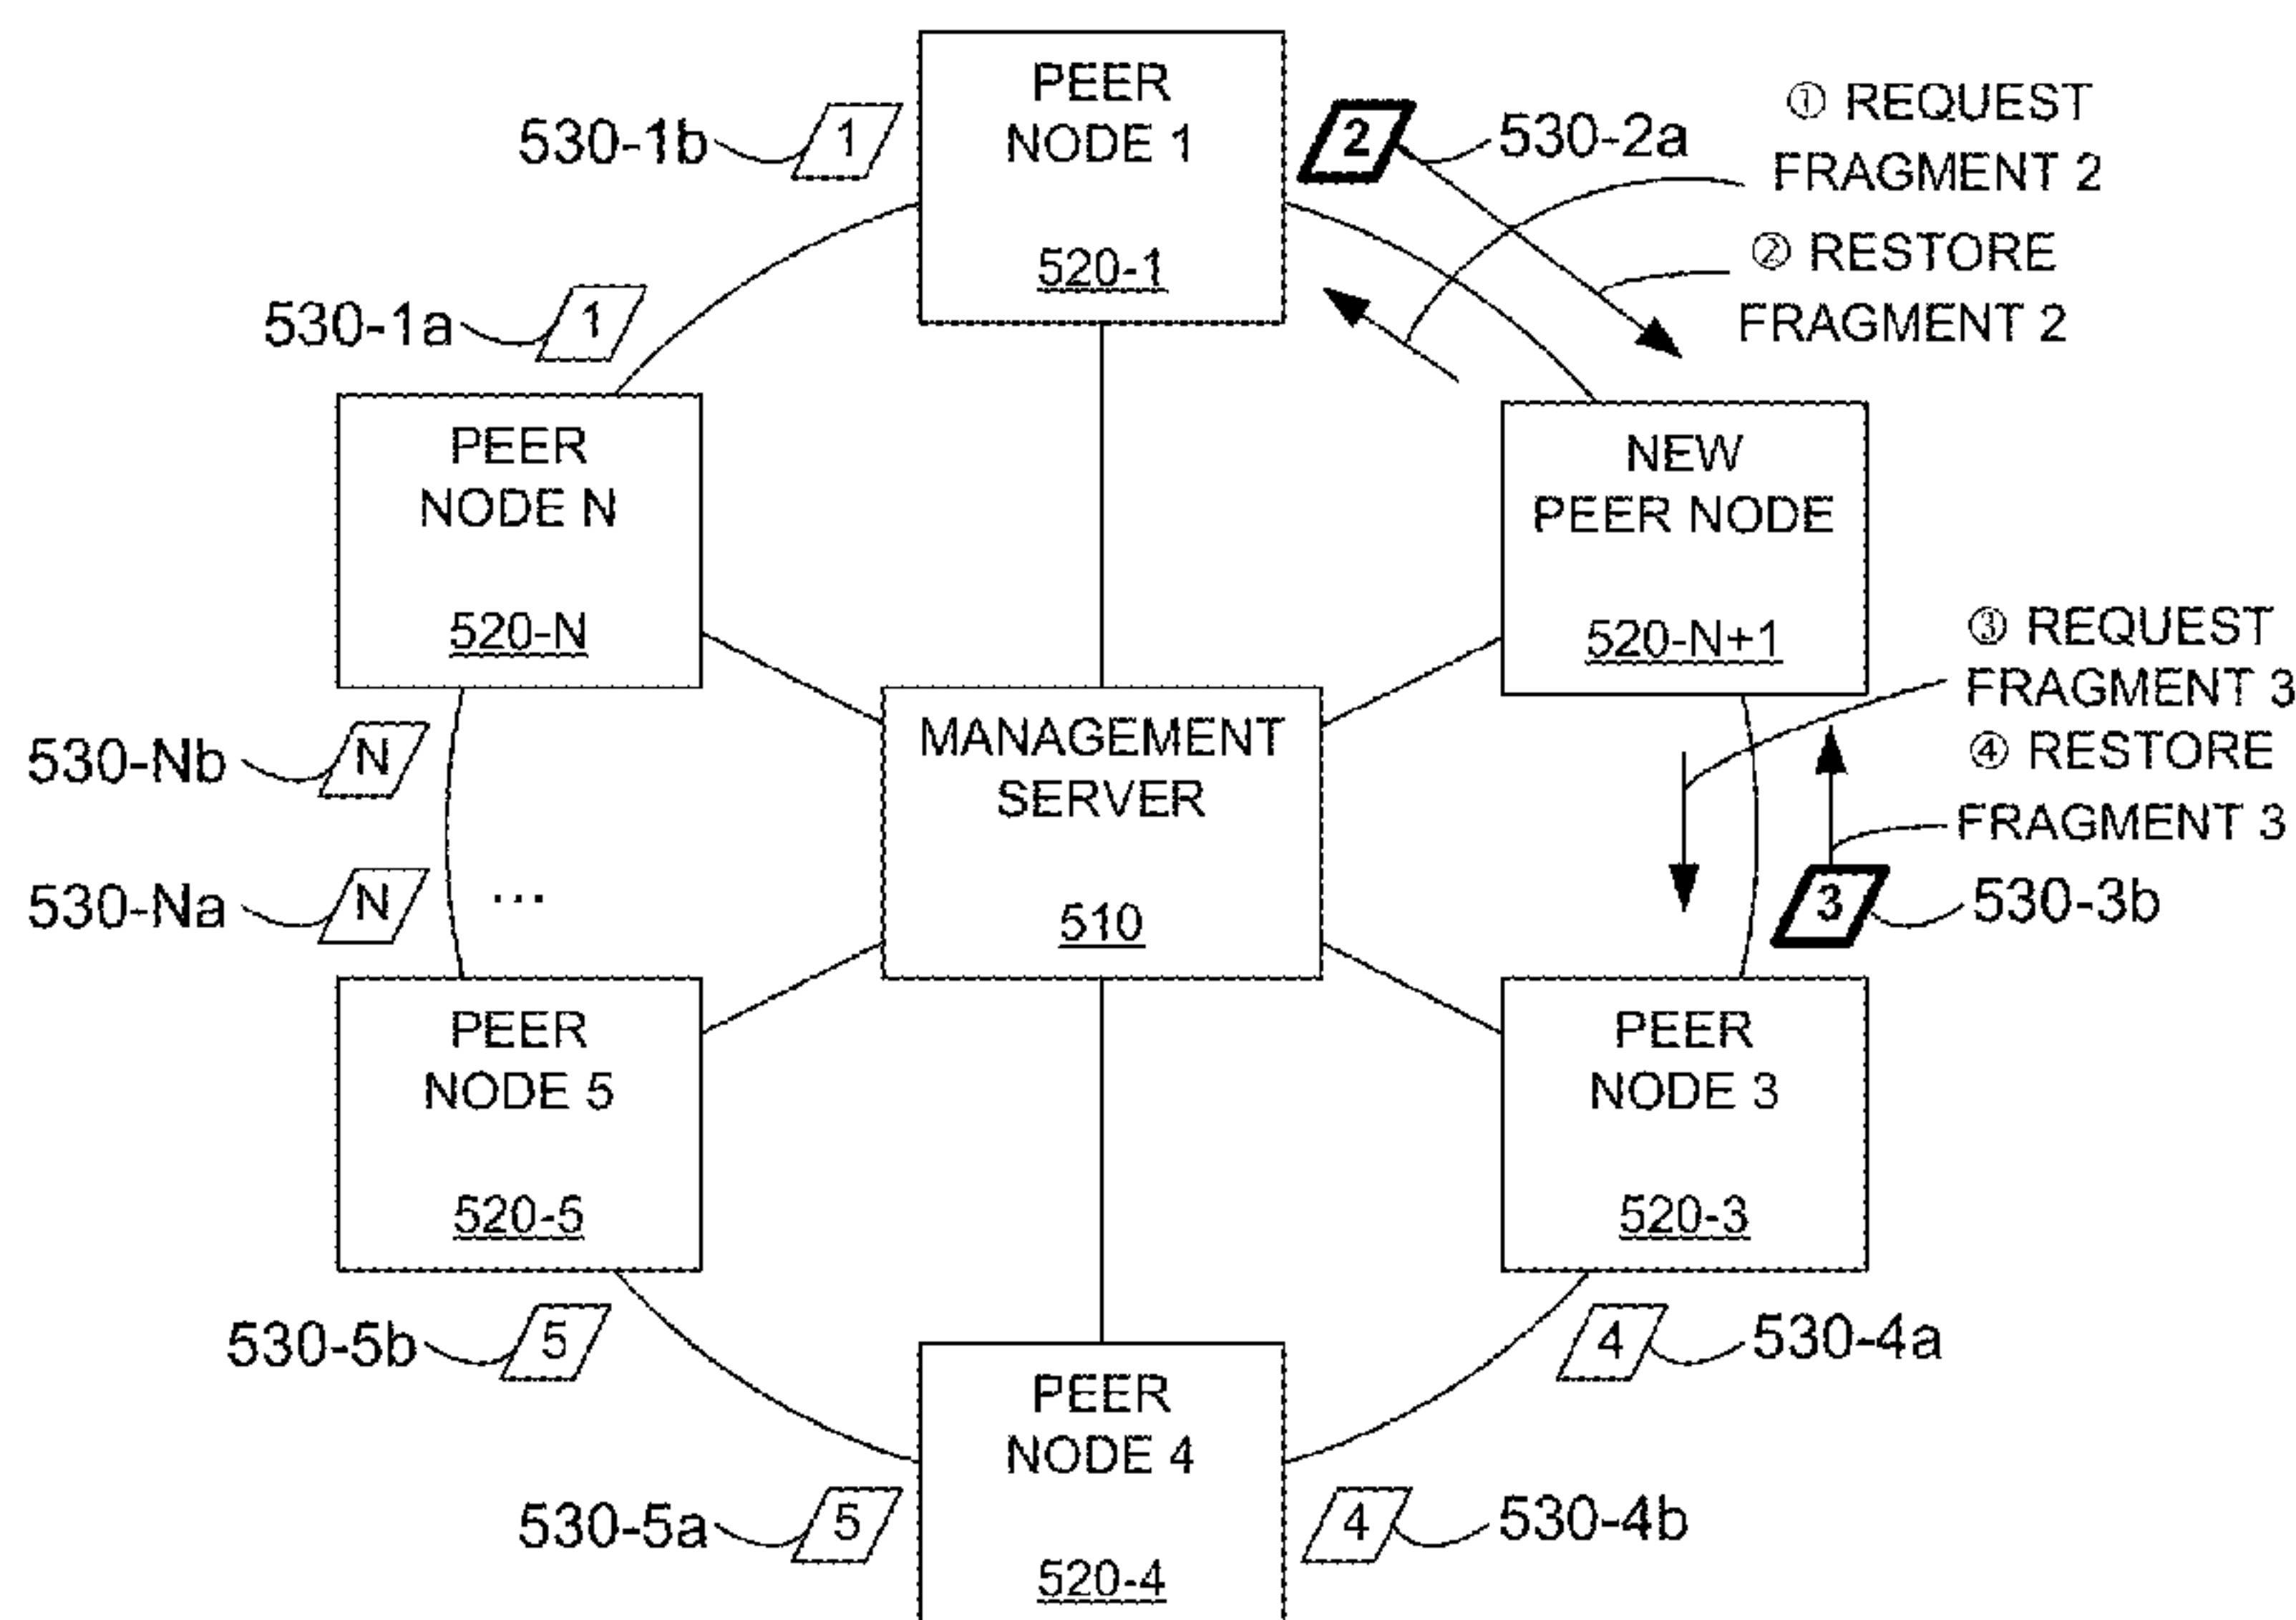 PEER
NODE 1
520-1
530-1b
1
2
530-2a
① REQUEST
FRAGMENT 2
② RESTORE
FRAGMENT 2
530-1a
1
PEER
NODE N
520-N
NEW
PEER NODE
520-N+1
③ REQUEST
FRAGMENT 3
④ RESTORE
FRAGMENT 3
MANAGEMENT
SERVER
510
530-Nb
N
530-Na
N
...
3
530-3b
PEER
NODE 5
520-5
PEER
NODE 3
520-3
530-5b
5
4
530-4a
PEER
NODE 4
520-4
530-5a
5
4
530-4b